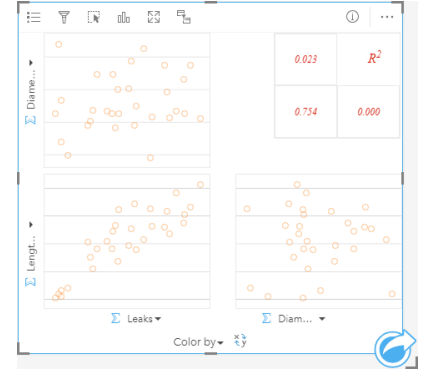 Diame...
0.023 R²
0.754 0.000
Lengt...
Σ Leaks
Σ Diam...
Color by